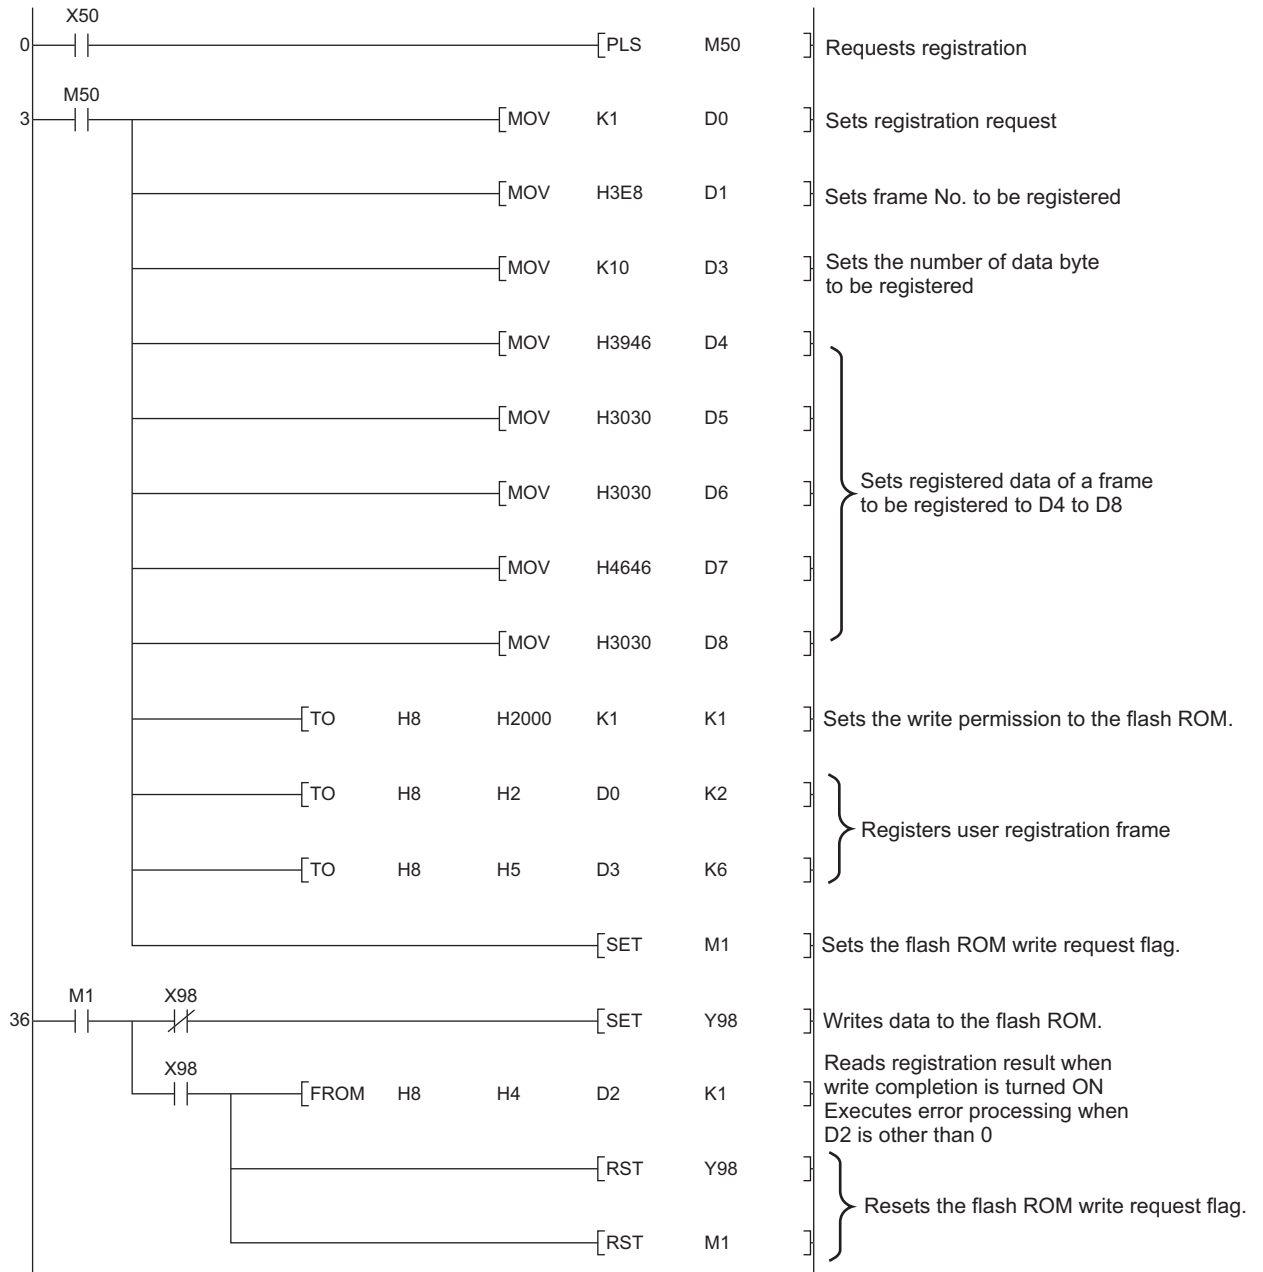 X50
0 [PLS M50 ] Requests registration
M50
3 [MOV K1 D0 ] Sets registration request
[MOV H3E8 D1 ] Sets frame No. to be registered
[MOV K10 D3 ] Sets the number of data byte
to be registered
[MOV H3946 D4 ]
[MOV H3030 D5 ]
Sets registered data of a frame
[MOV H3030 D6 ]
to be registered to D4 to D8
[MOV H4646 D7 ]
[MOV H3030 D8 ]
[TO H8 H2000 K1 K1 ] Sets the write permission to the flash ROM.
[TO H8 H2 D0 K2 ]
Registers user registration frame
[TO H8 H5 D3 K6 ]
[SET M1 ] Sets the flash ROM write request flag.
M1 X98
36 [SET Y98 ] Writes data to the flash ROM.
X98
Reads registration result when
write completion is turned ON
[FROM H8 H4 D2 K1 ]
Executes error processing when
D2 is other than 0
[RST Y98 ]
Resets the flash ROM write request flag.
[RST M1 ]